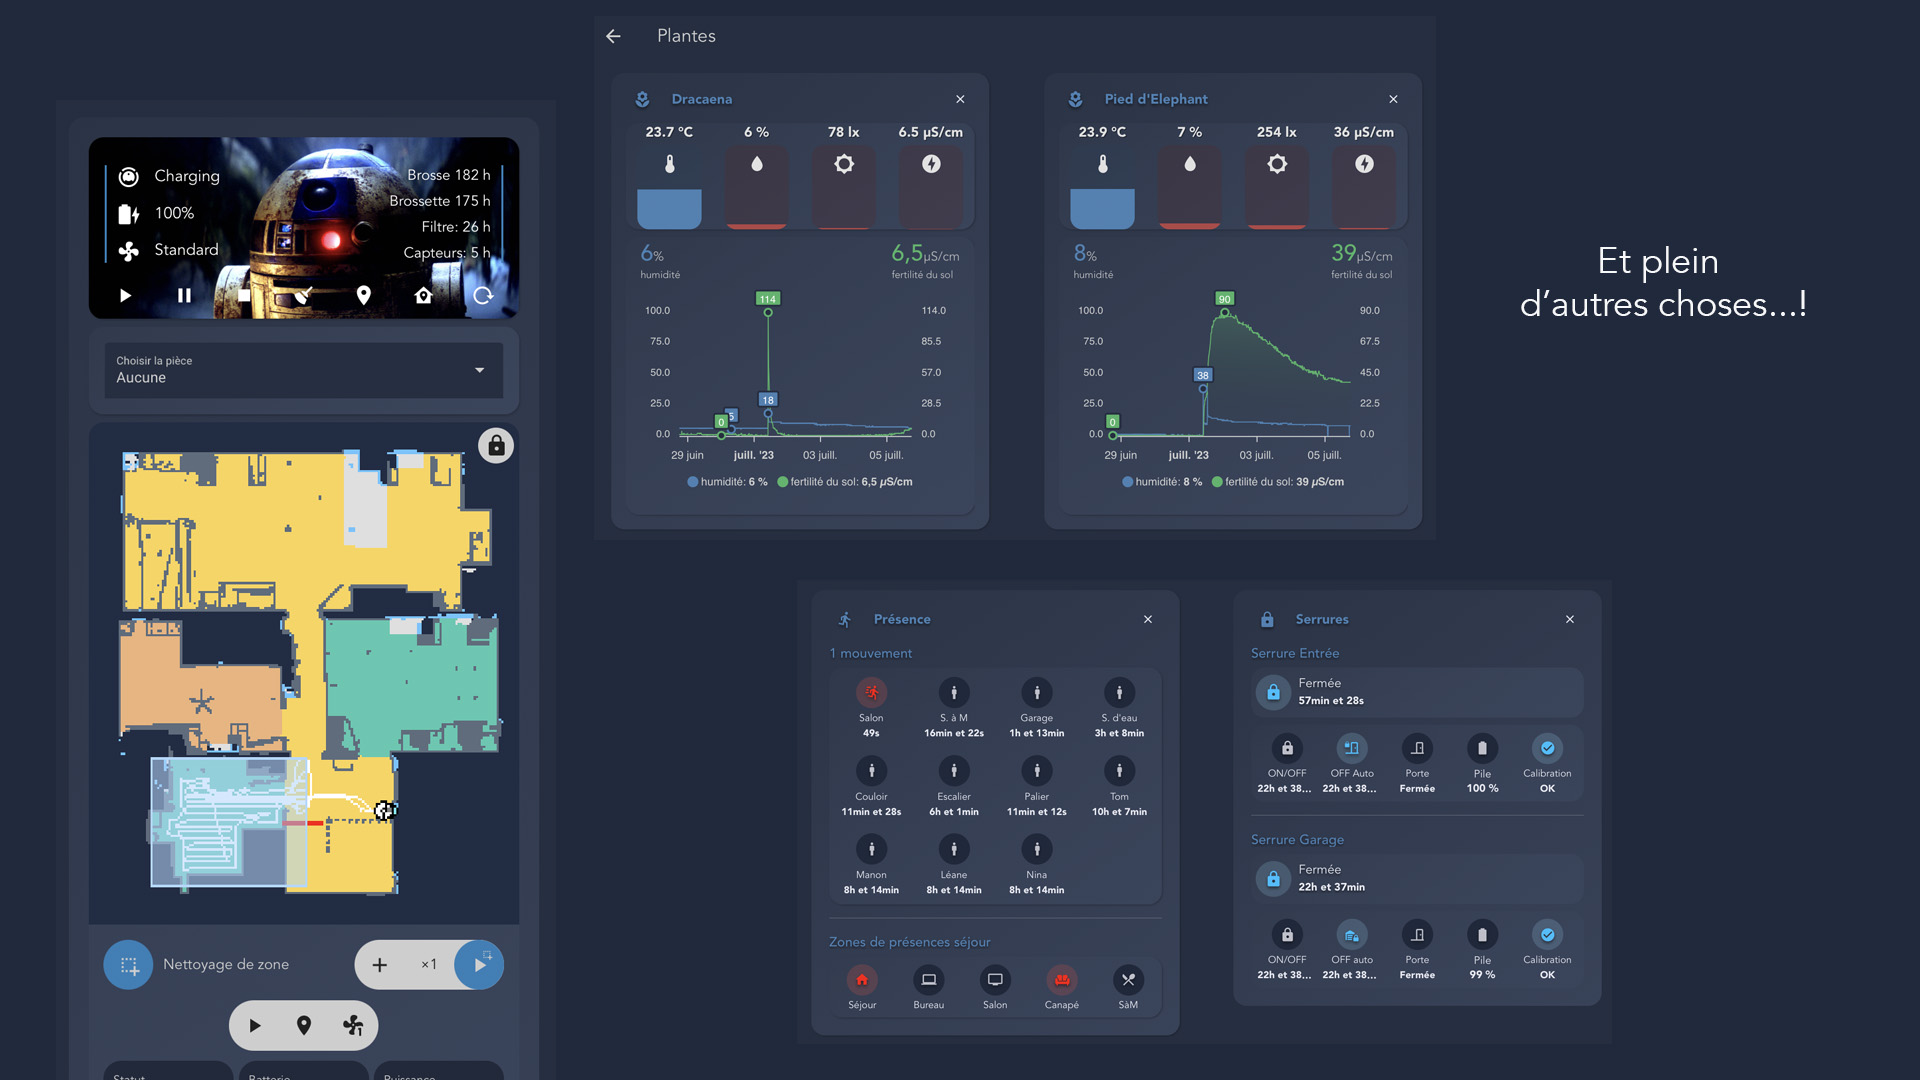 Charging
100%
Standard
Brosse 182 h
Brossette 175 h
Filtre: 26 h
Capteurs: 5 h
Choisir la pièce
Aucune
Nettoyage de zone
×1
1
Statut
Batterie
Puissance
Plantes
Dracaena
23.7 °C 6 % 78 lx 6.5 µS/cm
6% 6,5µS/cm
humidité fertilité du sol
114
100.0 114.0
75.0 85.5
50.0 57.0
18
25.0 28.5
0 5
0.0 0.0
29 juin juill. '23 03 juill. 05 juill.
humidité: 6 % fertilité du sol: 6,5 µS/cm
Pied d'Elephant
23.9 °C 7 % 254 lx 36 µS/cm
8% 39µS/cm
humidité fertilité du sol
90
100.0 90.0
75.0 67.5
50.0 45.0
38
25.0 22.5
0
0.0 0.0
29 juin juill. '23 03 juill. 05 juill.
humidité: 8 % fertilité du sol: 39 µS/cm
Et plein
d’autres choses...!
Présence
1 mouvement
Salon S. à M Garage S. d'eau
49s 16min et 22s 1h et 13min 3h et 8min
Couloir Escalier Palier Tom
11min et 28s 6h et 1min 11min et 12s 10h et 7min
Manon Léane Nina
8h et 14min 8h et 14min 8h et 14min
Zones de présences séjour
Séjour Bureau Salon Canapé SàM
Serrures
Serrure Entrée
Fermée
57min et 28s
ON/OFF OFF Auto Porte Pile Calibration
22h et 38... 22h et 38... Fermée 100 % OK
Serrure Garage
Fermée
22h et 37min
ON/OFF OFF auto Porte Pile Calibration
22h et 38... 22h et 38... Fermée 99 % OK